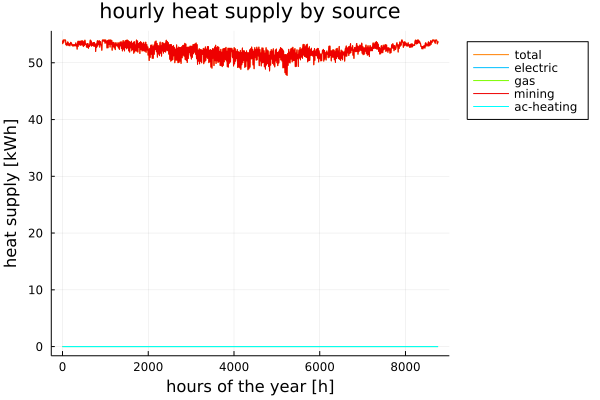 hourly heat supply by source
heat supply [kWh]
50
40
30
20
10
0
0 2000 4000 6000 8000
hours of the year [h]
total
electric
gas
mining
ac-heating